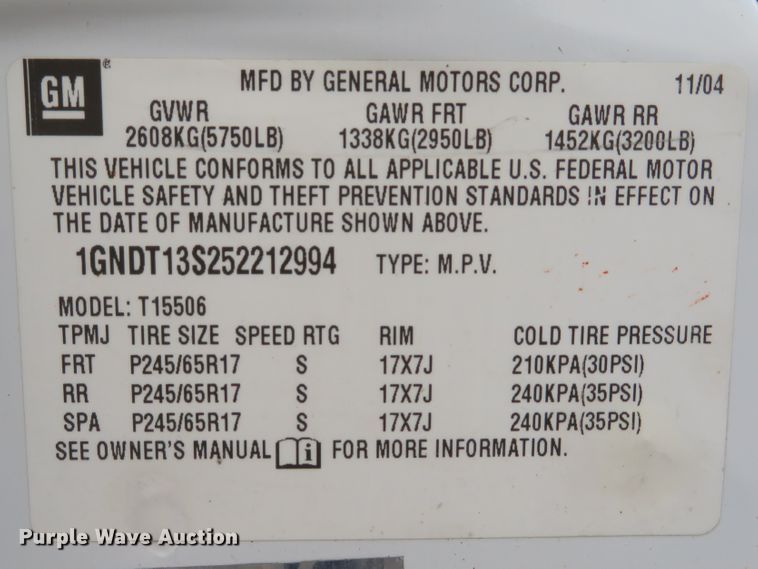 GM
MFD BY GENERAL MOTORS CORP. 11/04
GVWR GAWR FRT GAWR RR
2608KG(5750LB) 1338KG(2950LB) 1452KG(3200LB)
THIS VEHICLE CONFORMS TO ALL APPLICABLE U.S. FEDERAL MOTOR
VEHICLE SAFETY AND THEFT PREVENTION STANDARDS IN EFFECT ON
THE DATE OF MANUFACTURE SHOWN ABOVE.
1GNDT13S252212994 TYPE: M.P.V.
MODEL: T15506
TPMJ TIRE SIZE SPEED RTG RIM COLD TIRE PRESSURE
FRT P245/65R17 S 17X7J 210KPA(30PSI)
RR P245/65R17 S 17X7J 240KPA(35PSI)
SPA P245/65R17 S 17X7J 240KPA(35PSI)
SEE OWNER'S MANUAL i FOR MORE INFORMATION.
Purple Wave Auction